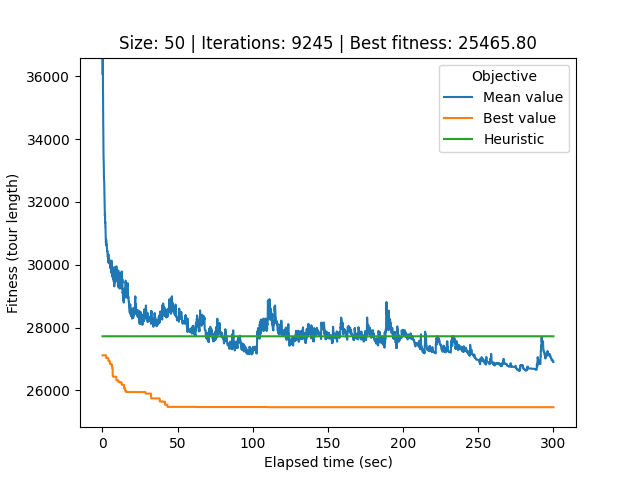 Size: 50 | Iterations: 9245 | Best fitness: 25465.80
Objective
Mean value
Best value
Heuristic
Fitness (tour length)
36000
34000
32000
30000
28000
26000
0 50 100 150 200 250 300
Elapsed time (sec)